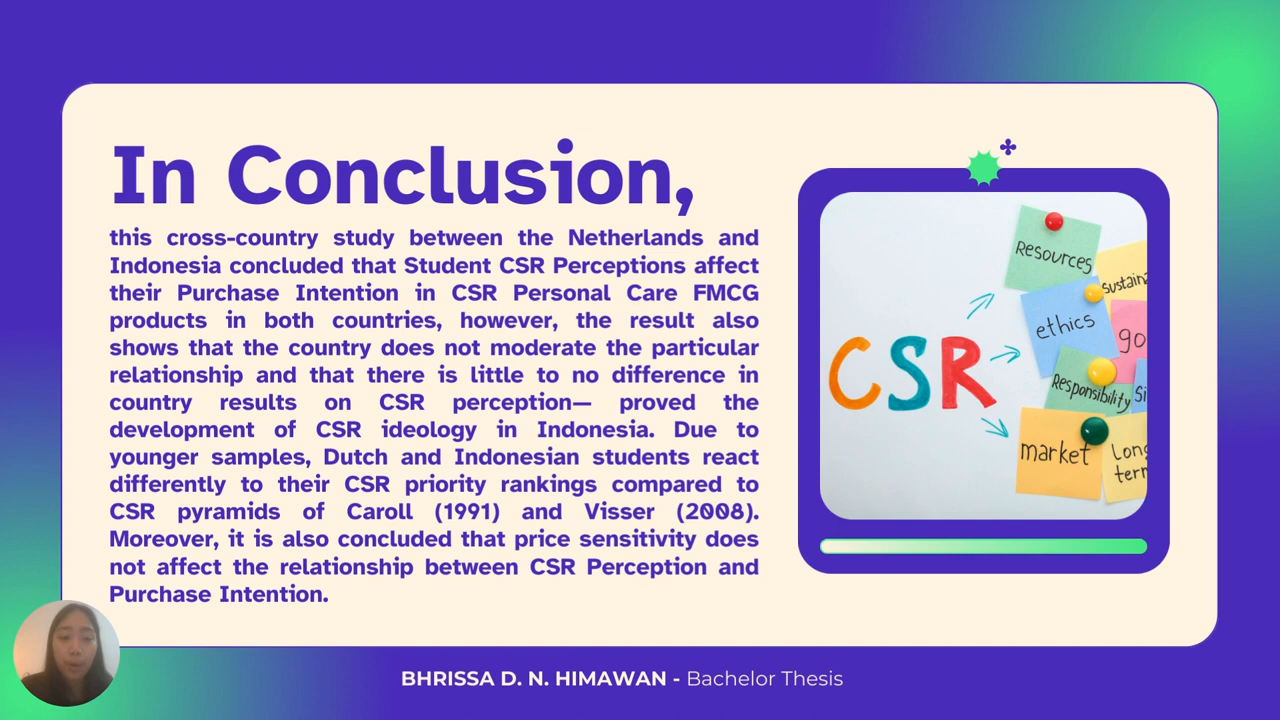 In Conclusion,
this cross-country study between the Netherlands and
Indonesia concluded that Student CSR Perceptions affect
their Purchase Intention in CSR Personal Care FMCG
products in both countries, however, the result also
shows that the country does not moderate the particular
relationship and that there is little to no difference in
country results on CSR perception— proved the
development of CSR ideology in Indonesia. Due to
younger samples, Dutch and Indonesian students react
differently to their CSR priority rankings compared to
CSR pyramids of Caroll (1991) and Visser (2008).
Moreover, it is also concluded that price sensitivity does
not affect the relationship between CSR Perception and
Purchase Intention.
CSR
Resources
sustain
ethics
go
Responsibility
Si
market
Long
term
BHRISSA D. N. HIMAWAN - Bachelor Thesis